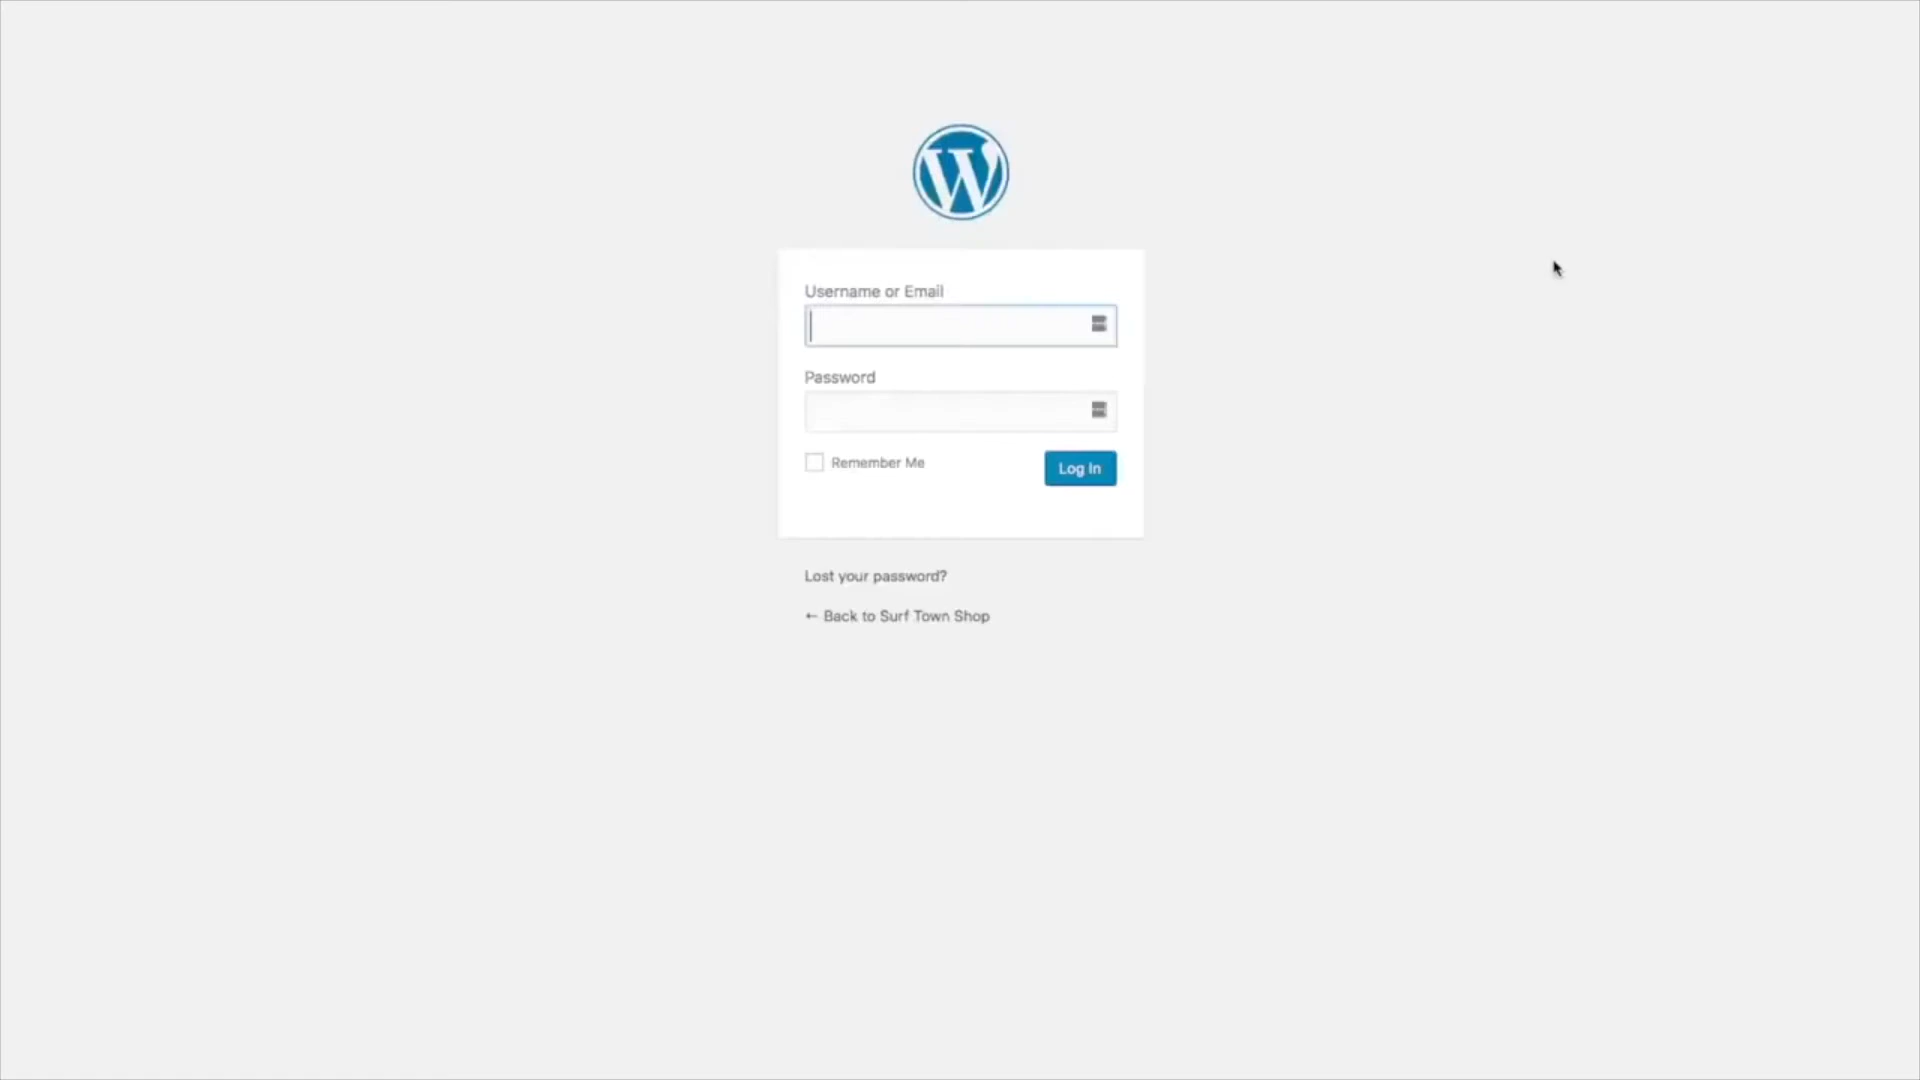 Username or Email
Password
Remember Me
Log In
Lost your password?
← Back to Surf Town Shop